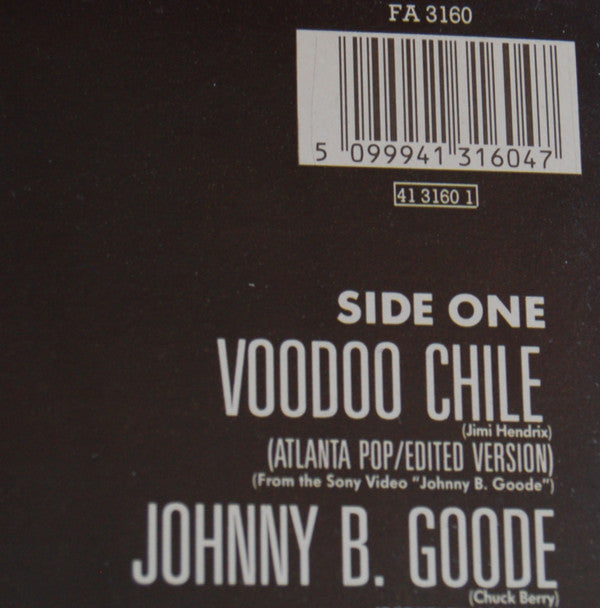 FA 3160
5 099941 316047
41 3160 1
SIDE ONE
VOODOO CHILE
(Jimi Hendrix)
(ATLANTA POP/EDITED VERSION)
(From the Sony Video "Johnny B. Goode")
JOHNNY B. GOODE
(Chuck Berry)